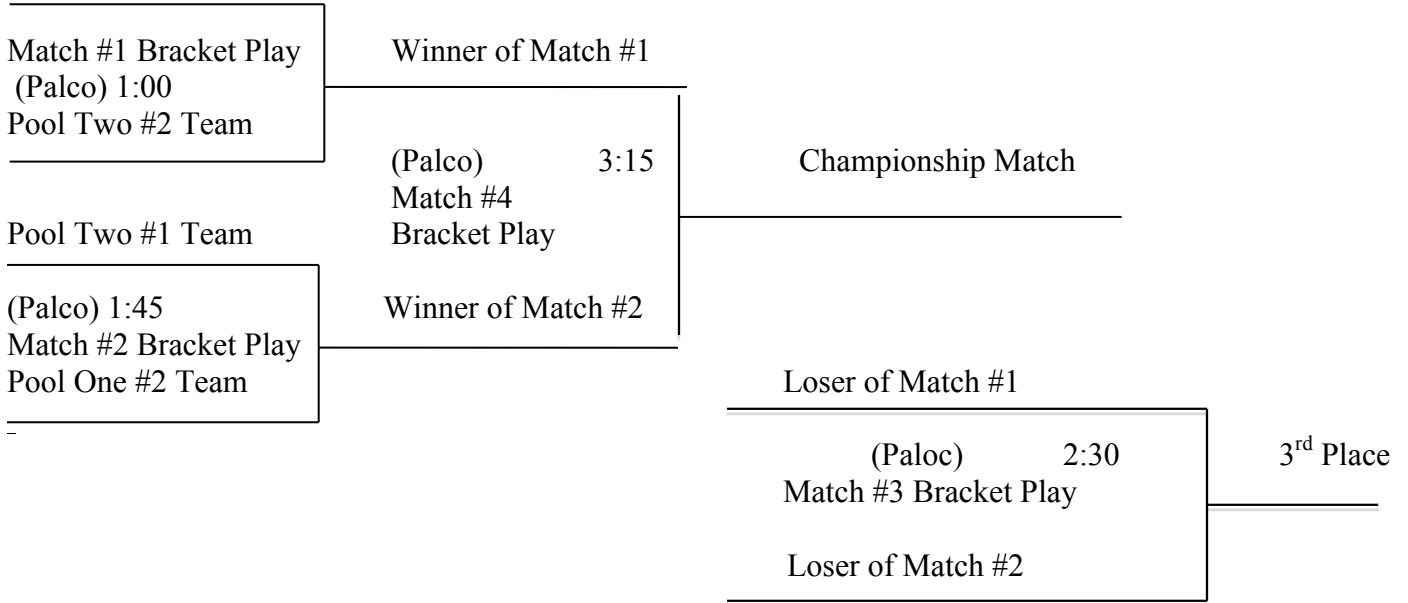 Match #1 Bracket Play
(Palco) 1:00
Pool Two #2 Team
Winner of Match #1
(Palco) 3:15
Match #4
Bracket Play
Championship Match
Pool Two #1 Team
(Palco) 1:45
Match #2 Bracket Play
Pool One #2 Team
Winner of Match #2
Loser of Match #1
(Paloc) 2:30
Match #3 Bracket Play
Loser of Match #2
3rd Place